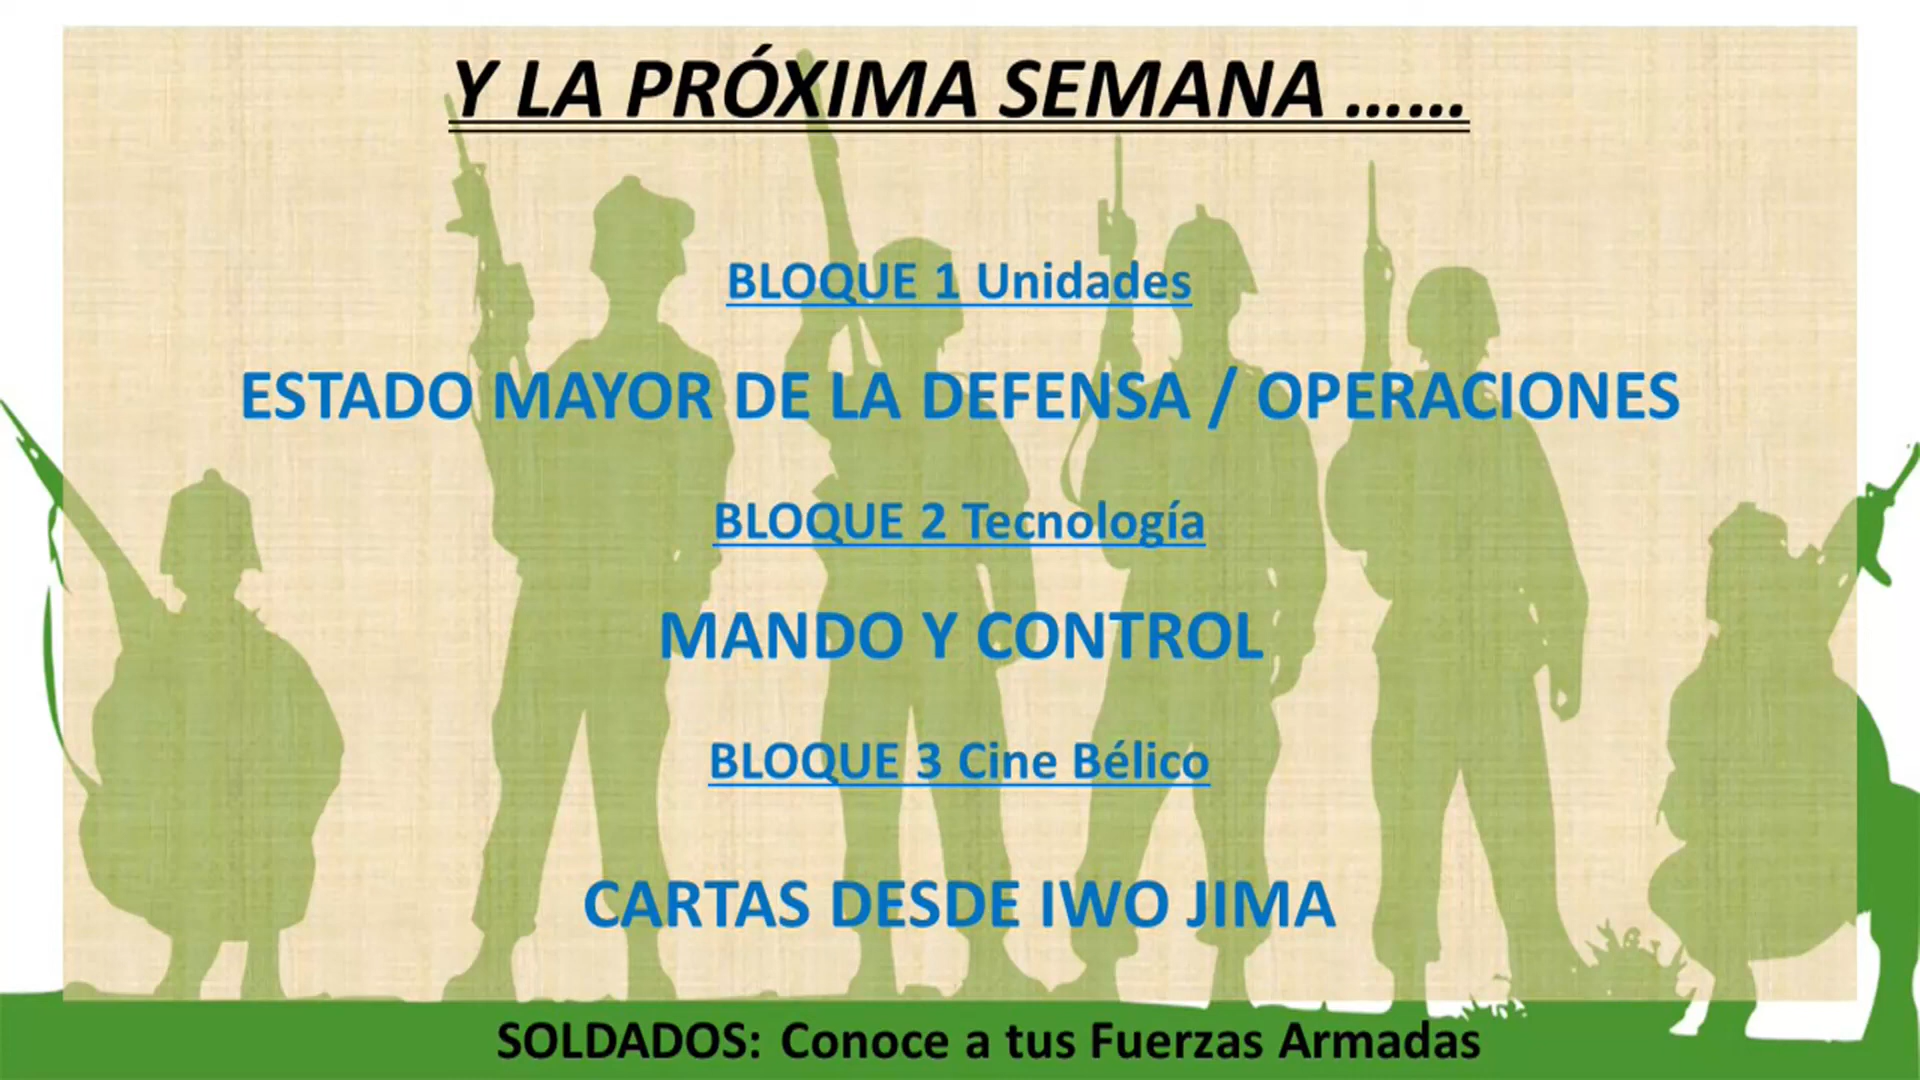 Y LA PRÓXIMA SEMANA ……
BLOQUE 1 Unidades
ESTADO MAYOR DE LA DEFENSA / OPERACIONES
BLOQUE 2 Tecnología
MANDO Y CONTROL
BLOQUE 3 Cine Bélico
CARTAS DESDE IWO JIMA
SOLDADOS: Conoce a tus Fuerzas Armadas